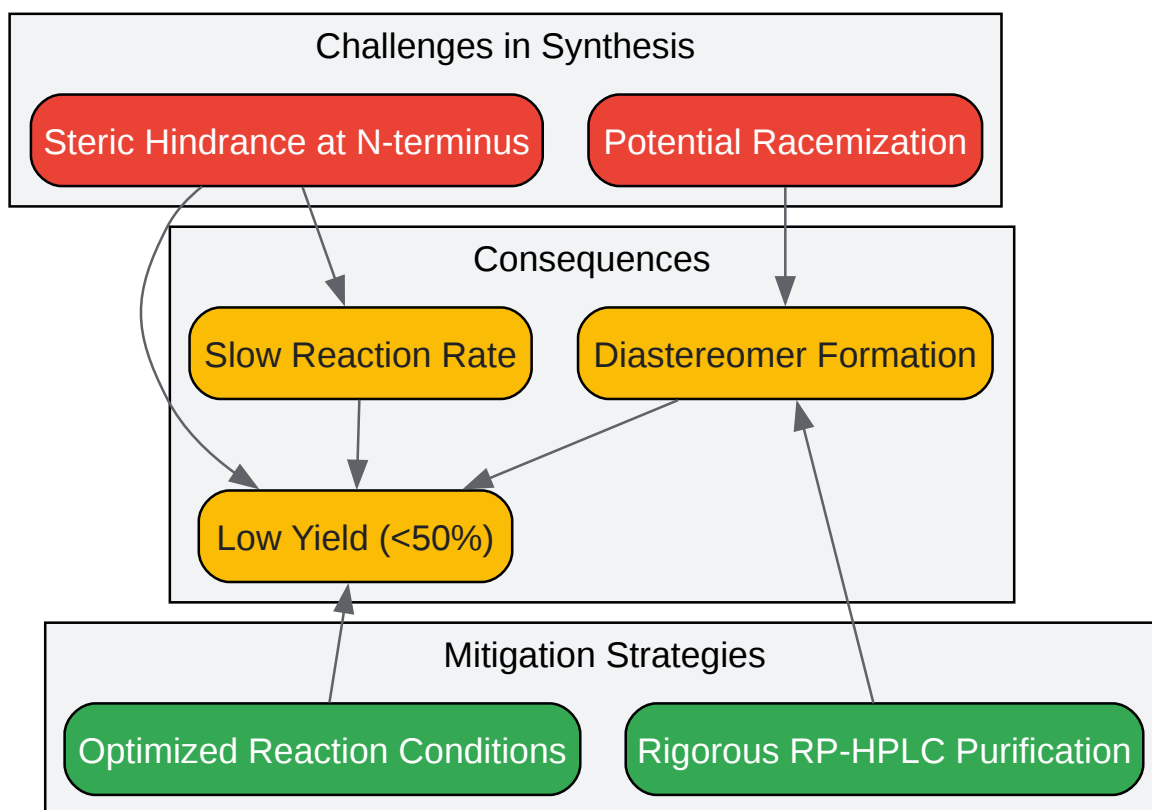 Challenges in Synthesis
Steric Hindrance at N-terminus
Potential Racemization
Consequences
Slow Reaction Rate
Diastereomer Formation
Low Yield (<50%)
Mitigation Strategies
Optimized Reaction Conditions
Rigorous RP-HPLC Purification